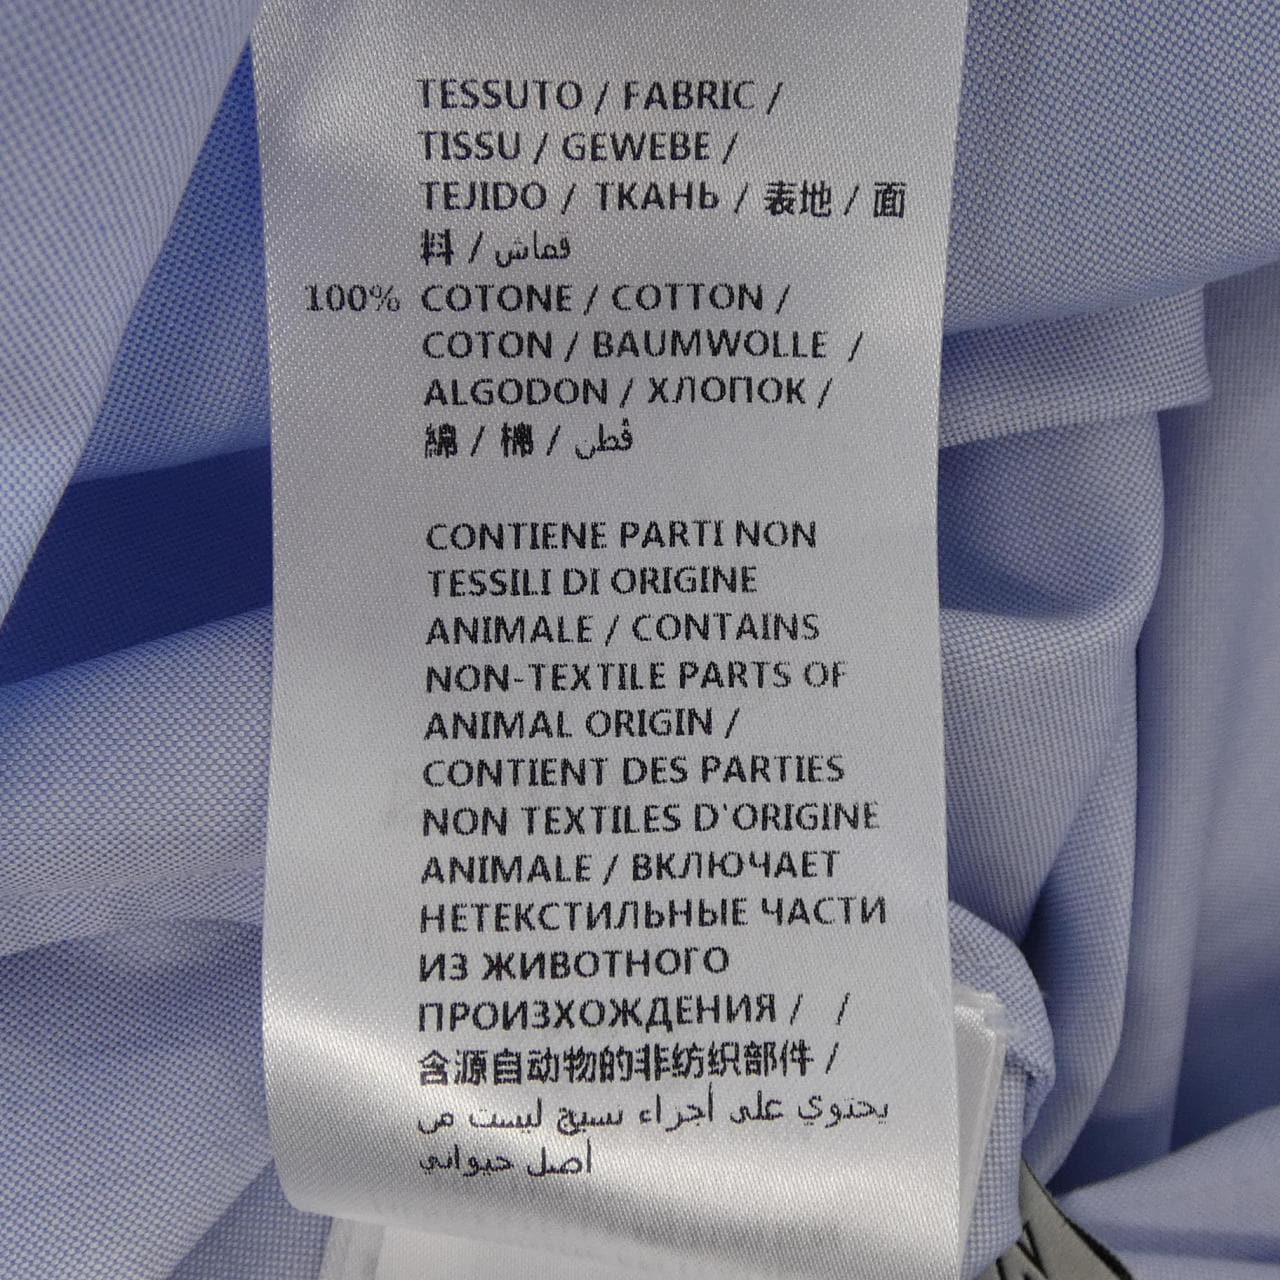 TESSUTO / FABRIC /
TISSU / GEWEBE /
TEJIDO / ТКАНЬ / 表地 / 面
料 / قماش
100% COTONE / COTTON /
COTON / BAUMWOLLE /
ALGODON / ХЛОПОК /
綿 / 棉 / قُطن
CONTIENE PARTI NON
TESSILI DI ORIGINE
ANIMALE / CONTAINS
NON-TEXTILE PARTS OF
ANIMAL ORIGIN /
CONTIENT DES PARTIES
NON TEXTILES D'ORIGINE
ANIMALE / ВКЛЮЧАЕТ
НЕТЕКСТИЛЬНЫЕ ЧАСТИ
ИЗ ЖИВОТНОГО
ПРОИЗХОЖДЕНИЯ / /
含源自动物的非纺织部件 /
يحتوي على أجزاء نسيج ليست من
أصل حيواني